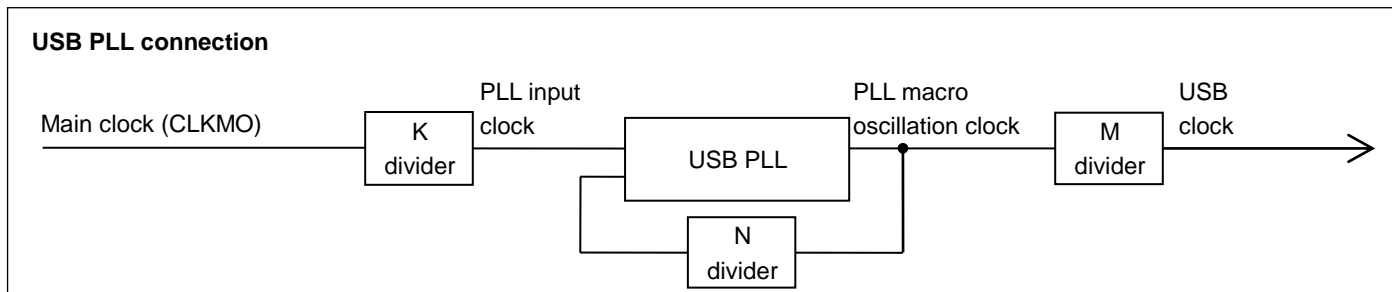 USB PLL connection
Main clock (CLKMO)
K
divider
PLL input
clock
USB PLL
PLL macro
oscillation clock
M
divider
USB
clock
N
divider